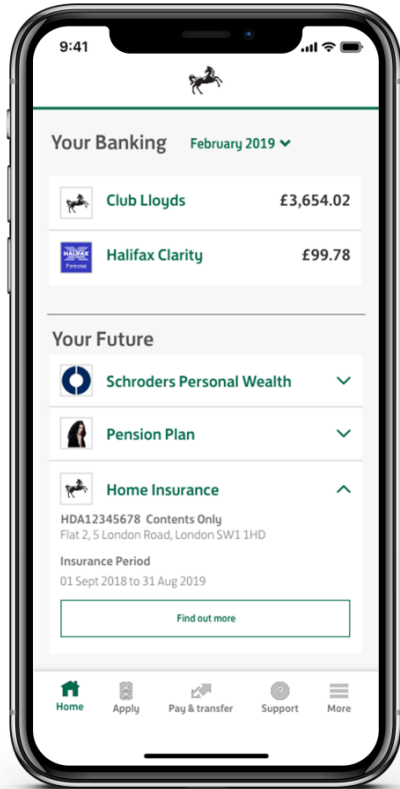 9:41
Your Banking February 2019
Club Lloyds £3,654.02
HALIFAX
Halifax Clarity £99.78
Your Future
Schroders Personal Wealth
Pension Plan
Home Insurance
HDA12345678 Contents Only
Flat 2, 5 London Road, London SW1 1HD
Insurance Period
01 Sept 2018 to 31 Aug 2019
Find out more
Home Apply Pay & transfer Support More